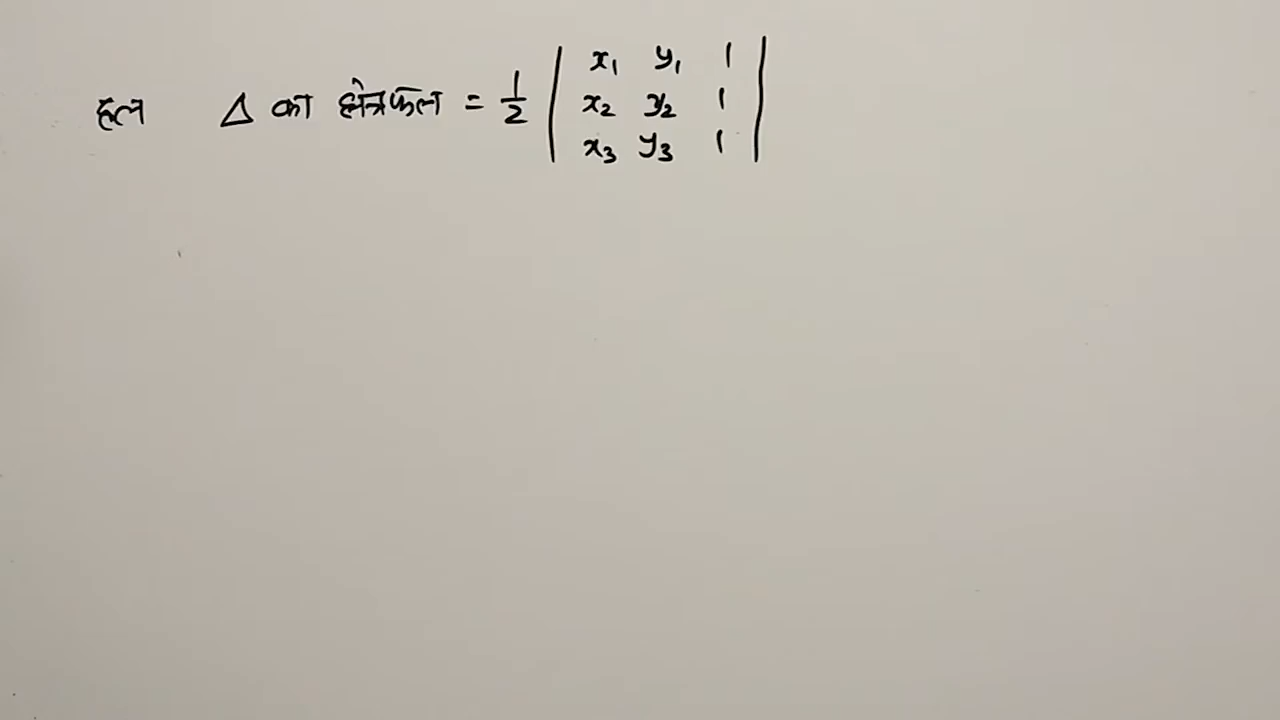 हल Δ का क्षेत्रफल = 1/2 | x₁ y₁ 1 |
| x₂ y₂ 1 |
| x₃ y₃ 1 |